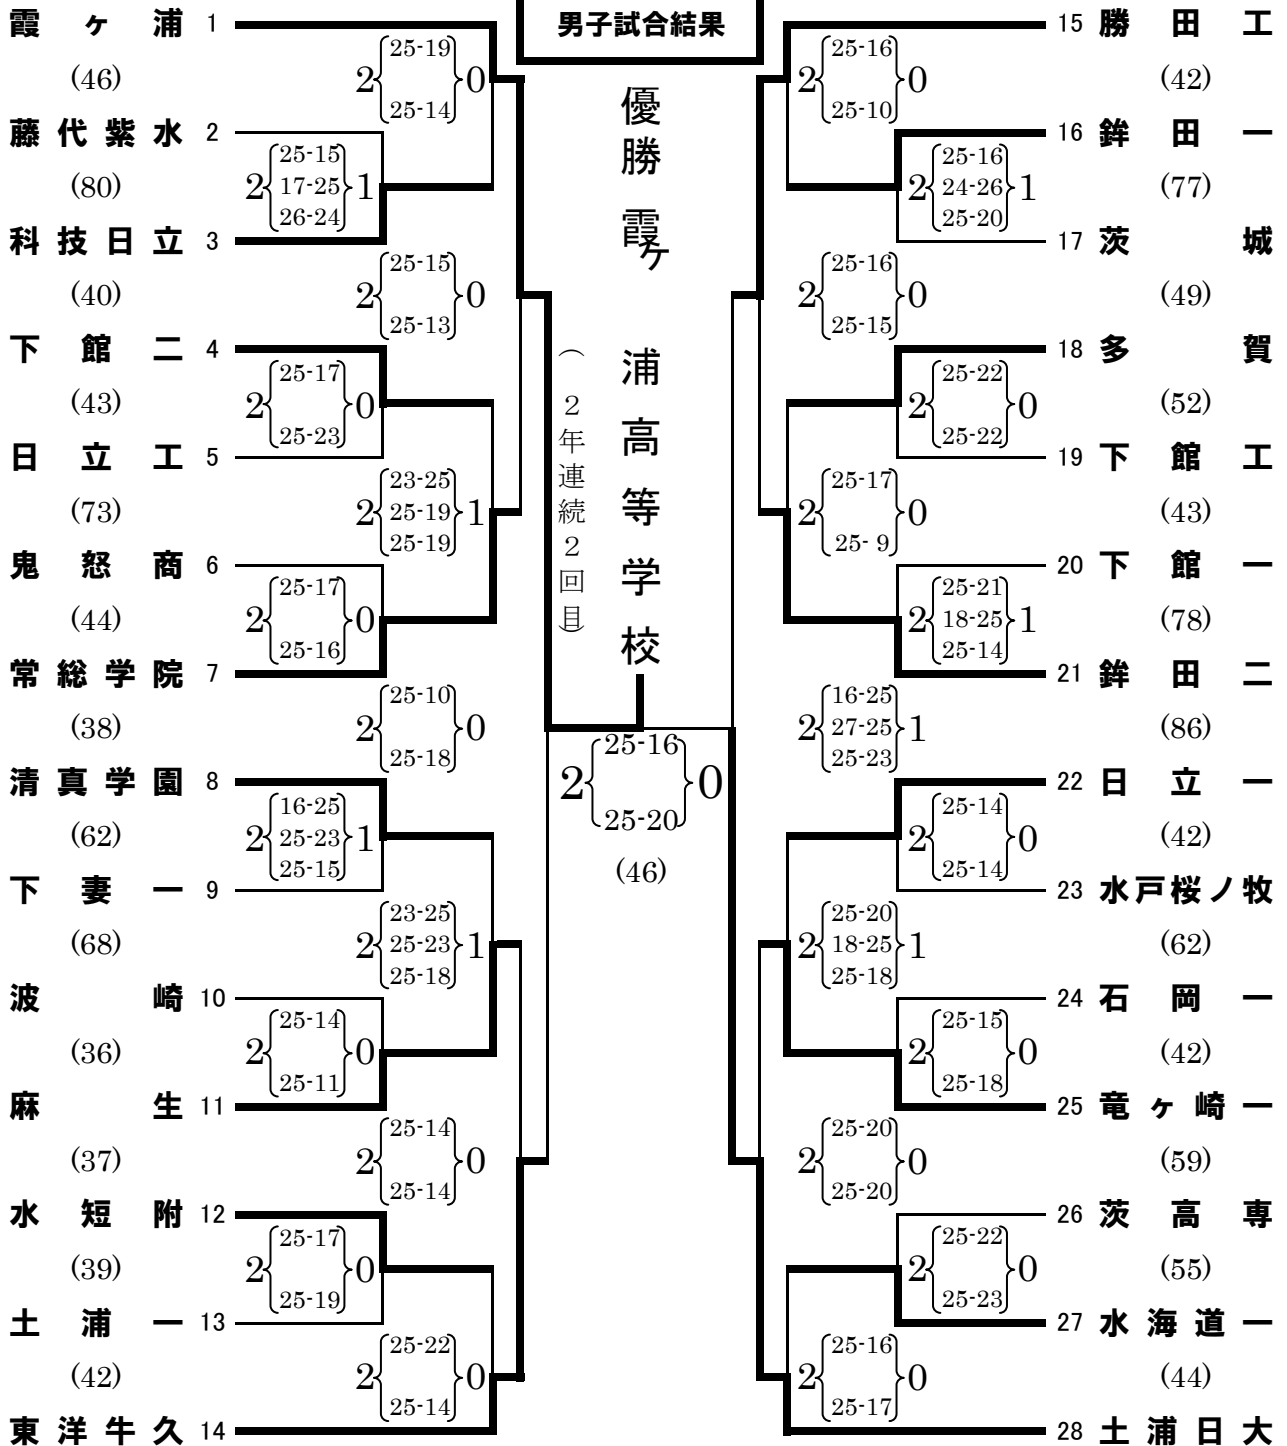 男子試合結果
優勝 霞ヶ浦高等学校
（２年連続２回目）
霞ヶ浦 1
(46)
2 25-19 0
25-14
藤代紫水 2
(80)
2 25-15 1
17-25
26-24
科技日立 3
(40)
2 25-15 0
25-13
下館二 4
(43)
2 25-17 0
25-23
日立工 5
(73)
2 23-25 1
25-19
25-19
鬼怒商 6
(44)
2 25-17 0
25-16
常総学院 7
(38)
2 25-10 0
25-18
清真学園 8
(62)
2 16-25 1
25-23
25-15
下妻一 9
(68)
2 23-25 1
25-23
25-18
波崎 10
(36)
2 25-14 0
25-11
麻生 11
(37)
2 25-14 0
25-14
水短附 12
(39)
2 25-17 0
25-19
土浦一 13
(42)
2 25-22 0
25-14
東洋牛久 14
2 25-16 0
25-20
(46)
15 勝田工
(42)
2 25-16 0
25-10
16 鉾田一
(77)
2 25-16 1
24-26
25-20
17 茨城
(49)
2 25-16 0
25-15
18 多賀
(52)
2 25-22 0
25-22
19 下館工
(43)
2 25-17 0
25- 9
20 下館一
(78)
2 25-21 1
18-25
25-14
21 鉾田二
(86)
2 16-25 1
27-25
25-23
22 日立一
(42)
2 25-14 0
25-14
23 水戸桜ノ牧
(62)
2 25-20 1
18-25
25-18
24 石岡一
(42)
2 25-15 0
25-18
25 竜ヶ崎一
(59)
2 25-20 0
25-20
26 茨高専
(55)
2 25-22 0
25-23
27 水海道一
(44)
2 25-16 0
25-17
28 土浦日大